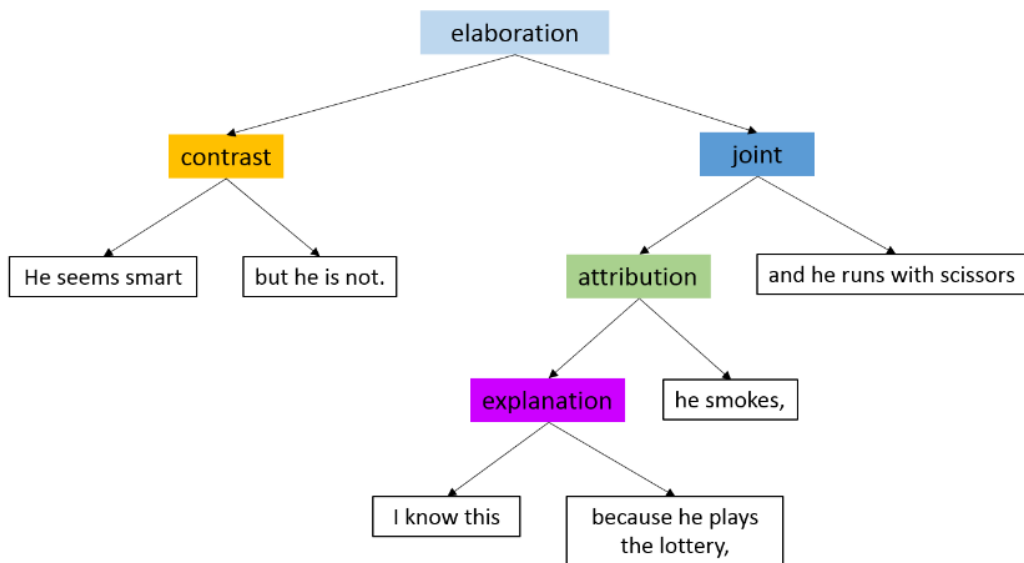 elaboration
contrast
joint
He seems smart
but he is not.
attribution
and he runs with scissors
explanation
he smokes,
I know this
because he plays
the lottery,